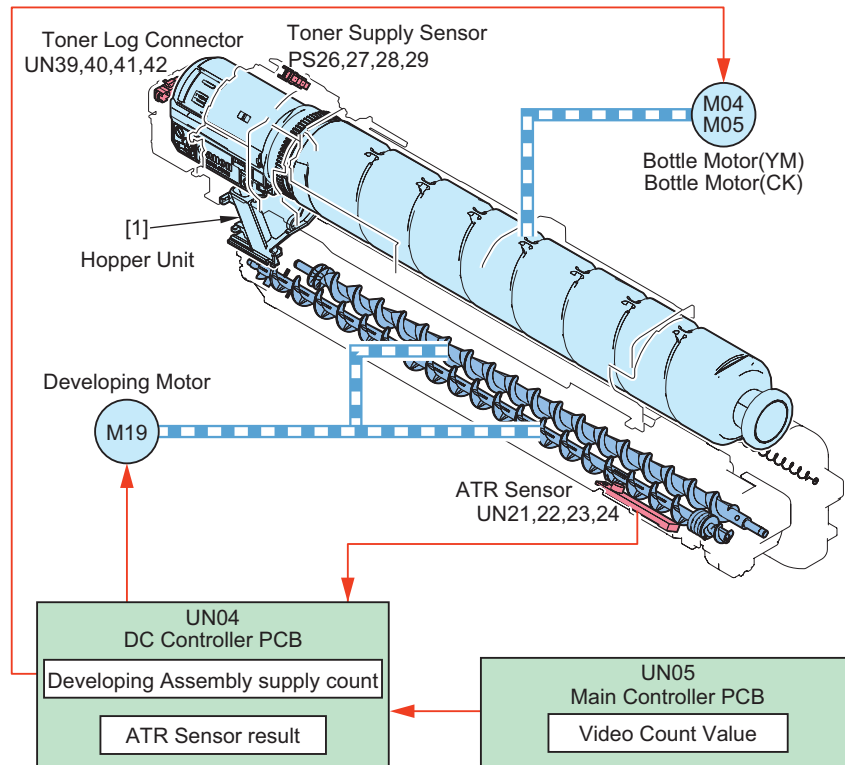 Toner Log Connector
UN39,40,41,42
Toner Supply Sensor
PS26,27,28,29
M04
M05
Bottle Motor(YM)
Bottle Motor(CK)
[1]
Hopper Unit
Developing Motor
M19
ATR Sensor
UN21,22,23,24
UN04
DC Controller PCB
Developing Assembly supply count
ATR Sensor result
UN05
Main Controller PCB
Video Count Value